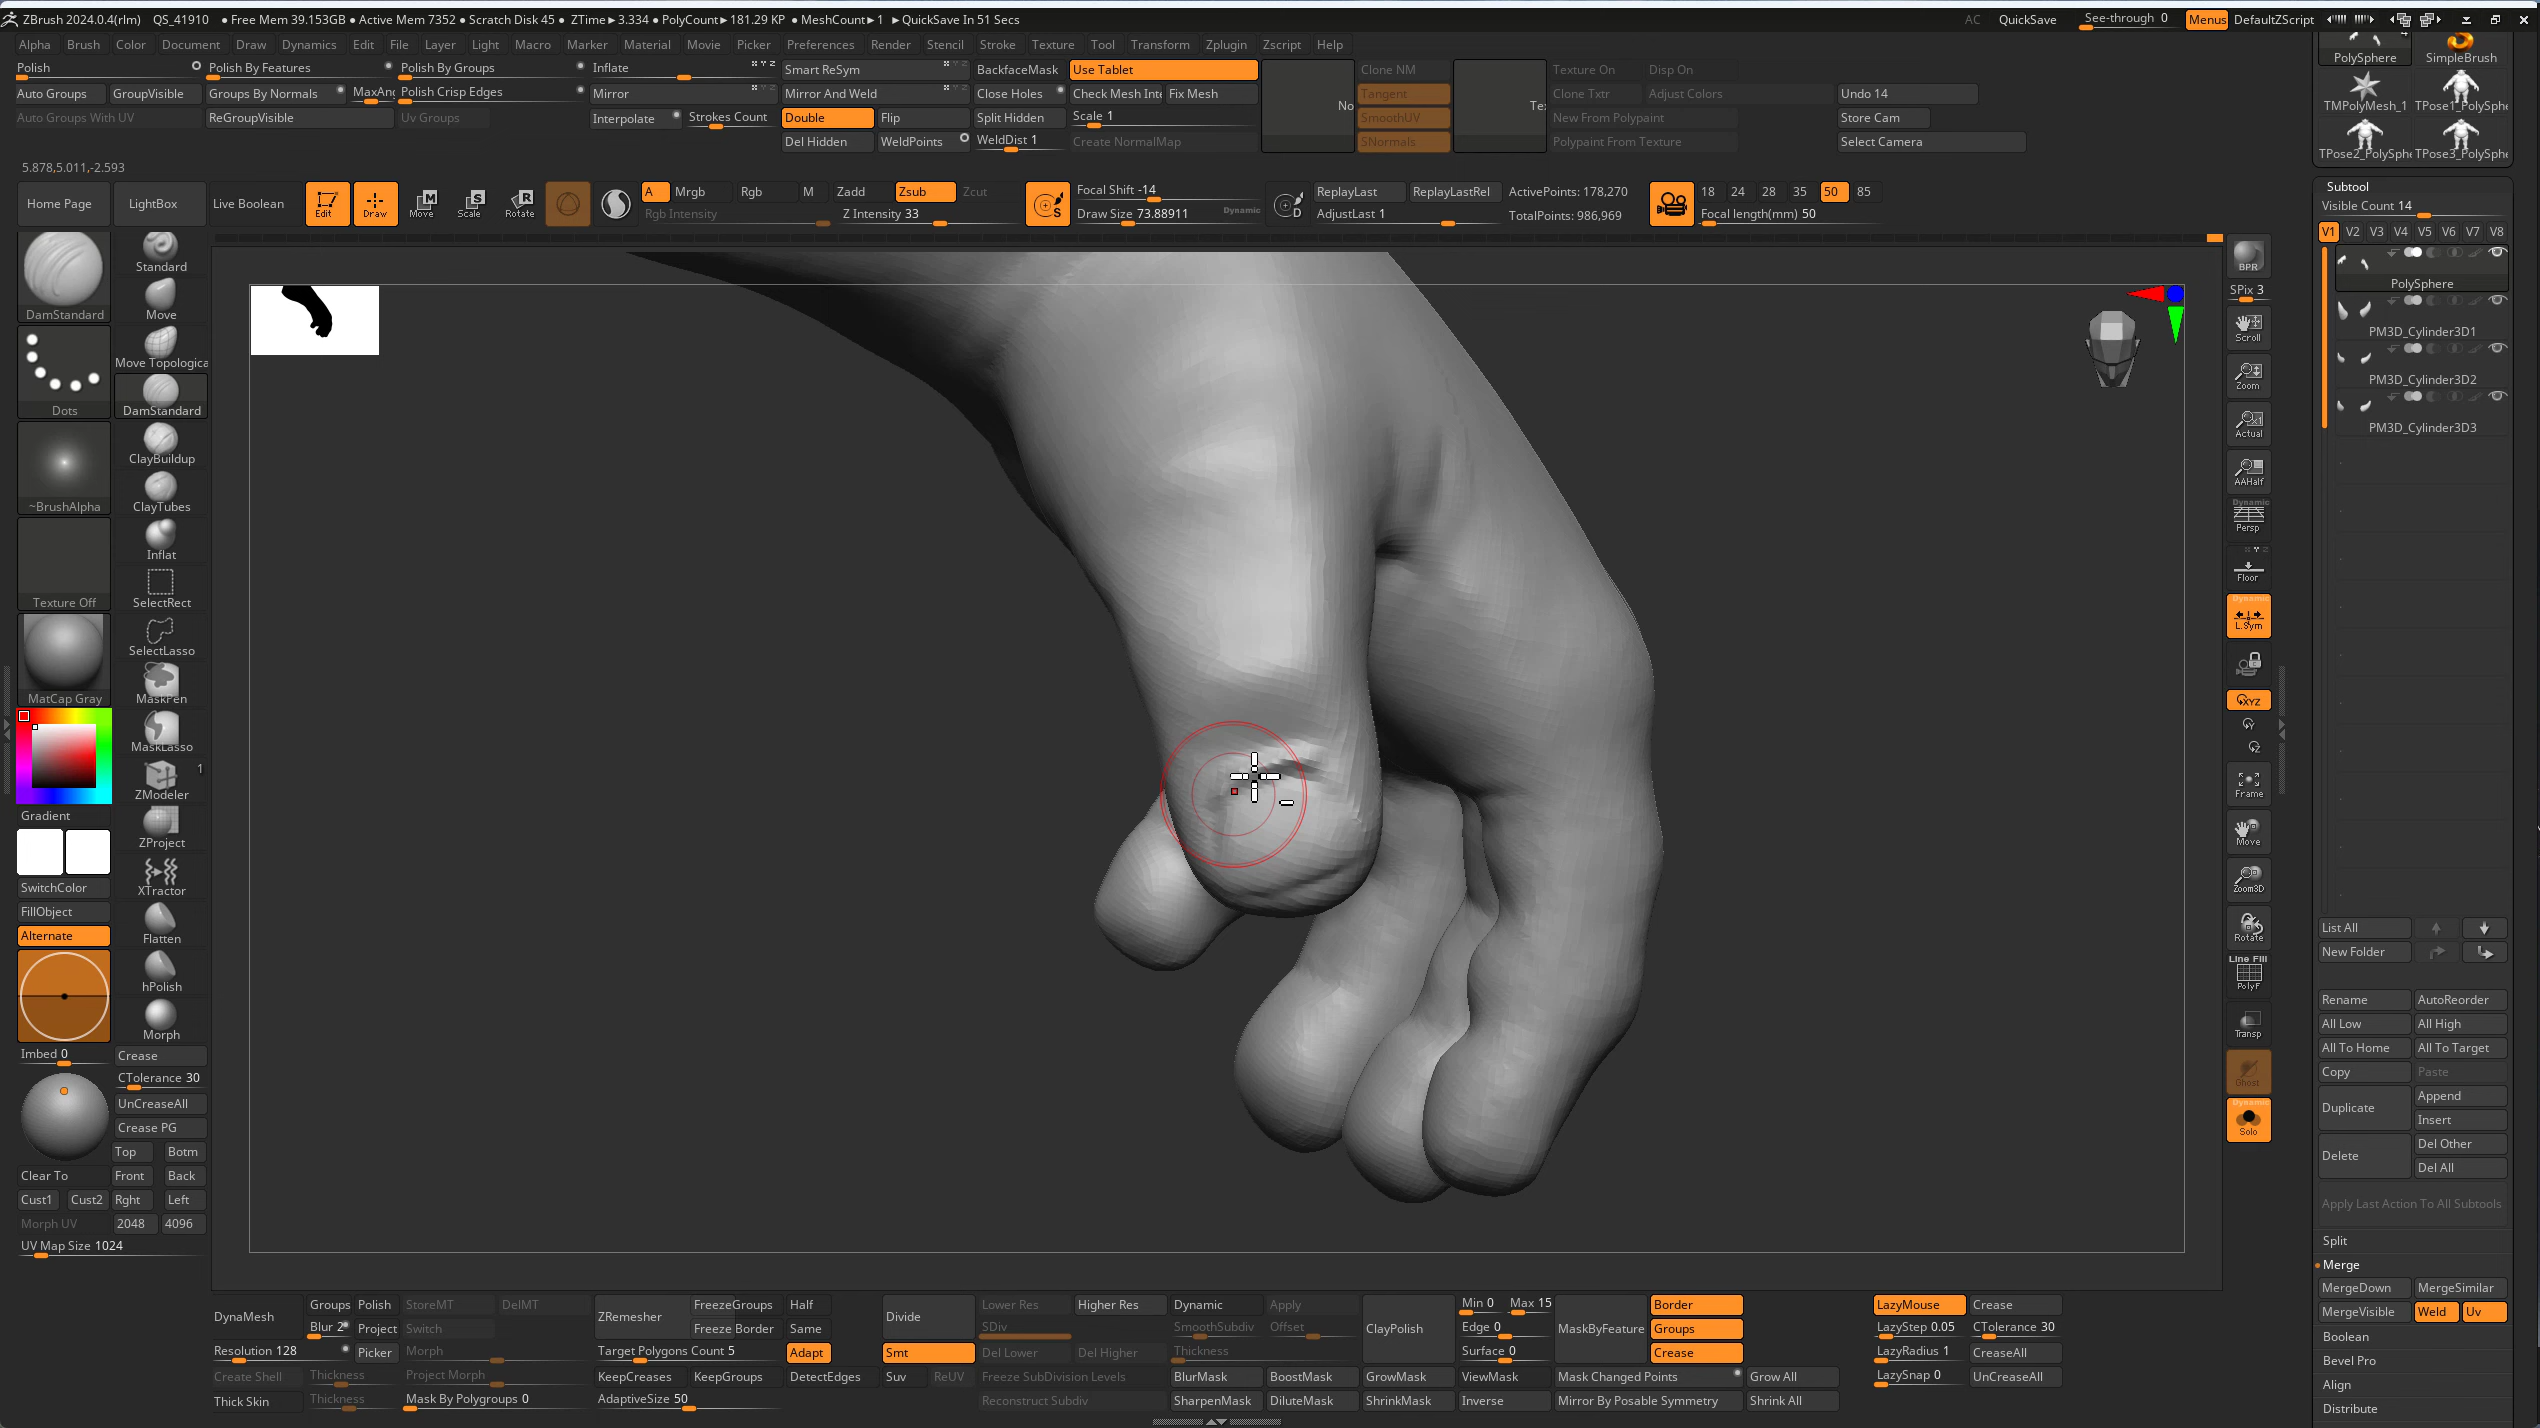 ZBrush 2024.0.4(rlm) QS_41910 ● Free Mem 39.153GB ● Active Mem 7352 ● Scratch Disk 45 ● ZTime►3.334 ● PolyCount►181.29 KP ● MeshCount►1 ►QuickSave In 51 Secs AC QuickSave See-through 0 Menus DefaultZScript
Alpha Brush Color Document Draw Dynamics Edit File Layer Light Macro Marker Material Movie Picker Preferences Render Stencil Stroke Texture Tool Transform Zplugin Zscript Help
Polish Polish By Features Polish By Groups Inflate Smart ReSym BackfaceMask Use Tablet Clone NM Texture On Disp On
Auto Groups GroupVisible Groups By Normals MaxAn Polish Crisp Edges Mirror Mirror And Weld Close Holes Check Mesh Inte Fix Mesh No Tangent Te: Clone Txtr Adjust Colors Undo 14
Auto Groups With UV ReGroupVisible Uv Groups Interpolate Strokes Count Double Flip Split Hidden Scale 1 SmoothUV New From Polypaint Store Cam
Del Hidden WeldPoints WeldDist 1 Create NormalMap SNormals Polypaint From Texture Select Camera
5.878,5.011,-2.593
Home Page LightBox Live Boolean Edit Draw Move Scale Rotate A Mrgb Rgb M Zadd Zsub Zcut Focal Shift -14 ReplayLast ReplayLastRel ActivePoints: 178,270 18 24 28 35 50 85
Rgb Intensity Z Intensity 33 Draw Size 73.88911 Dynamic AdjustLast 1 TotalPoints: 986,969 Focal length(mm) 50
PolySphere SimpleBrush
TMPolyMesh_1 TPose1_PolySphe
TPose2_PolySphe TPose3_PolySphe
Subtool
Visible Count 14
V1 V2 V3 V4 V5 V6 V7 V8
PolySphere
PM3D_Cylinder3D1
PM3D_Cylinder3D2
PM3D_Cylinder3D3
DamStandard
Dots
~BrushAlpha
Texture Off
MatCap Gray
Gradient
SwitchColor
FillObject
Alternate
Imbed 0
Standard
Move
Move Topologica
DamStandard
ClayBuildup
ClayTubes
Inflat
SelectRect
SelectLasso
MaskPen
MaskLasso
1
ZModeler
ZProject
XTractor
Flatten
hPolish
Morph
Crease
CTolerance 30
UnCreaseAll
Crease PG
Top Botm
Clear To Front Back
Cust1 Cust2 Rght Left
Morph UV 2048 4096
UV Map Size 1024
BPR
SPix 3
Scroll
Zoom
Actual
AAHalf
Dynamic
Persp
Floor
Dynamic
L.Sym
XYZ
Frame
Move
Zoom3D
Rotate
Line Fill
PolyF
Transp
Ghost
Dynamic
Solo
List All
New Folder
Rename AutoReorder
All Low All High
All To Home All To Target
Copy Paste
Duplicate Append
Insert
Delete Del Other
Del All
Apply Last Action To All Subtools
Split
Merge
MergeDown MergeSimilar
MergeVisible Weld Uv
Boolean
Bevel Pro
Align
Distribute
DynaMesh Groups Polish StoreMT DelMT ZRemesher FreezeGroups Half Divide Lower Res Higher Res Dynamic Apply ClayPolish Min 0 Max 15 MaskByFeature Border LazyMouse Crease
Blur 2 Project Switch Freeze Border Same SDiv SmoothSubdiv Offset Edge 0 Groups LazyStep 0.05 CTolerance 30
Resolution 128 Picker Morph Target Polygons Count 5 Adapt Smt Del Lower Del Higher Thickness Surface 0 Crease LazyRadius 1 CreaseAll
Create Shell Thickness Project Morph KeepCreases KeepGroups DetectEdges Suv ReUV Freeze SubDivision Levels BlurMask BoostMask GrowMask ViewMask Mask Changed Points Grow All LazySnap 0 UnCreaseAll
Thick Skin Thickness Mask By Polygroups 0 AdaptiveSize 50 Reconstruct Subdiv SharpenMask DiluteMask ShrinkMask Inverse Mirror By Posable Symmetry Shrink All